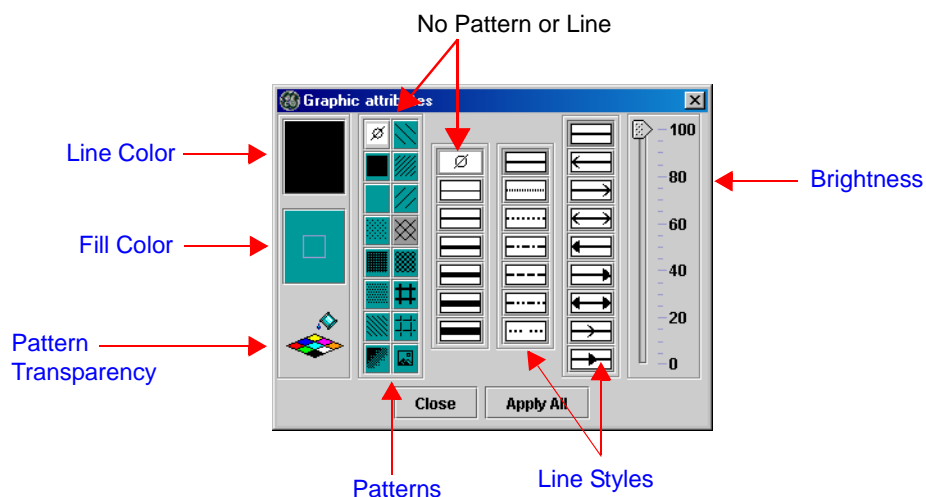 No Pattern or Line
Graphic attributes
Line Color
Fill Color
Pattern
Transparency
100
80
60
40
20
0
Brightness
Close
Apply All
Patterns
Line Styles